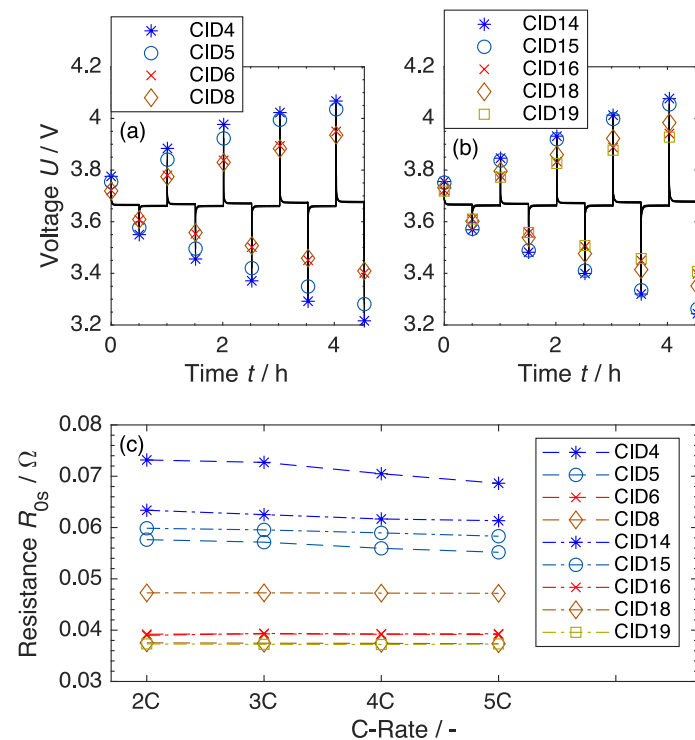 CID4
CID5
CID6
CID8
(a)
4.2
4
3.8
3.6
3.4
3.2
Voltage U / V
0
2
4
Time t / h
CID14
CID15
CID16
CID18
CID19
(b)
4.2
4
3.8
3.6
3.4
3.2
0
2
4
Time t / h
(c)
0.08
0.07
0.06
0.05
0.04
0.03
Resistance R0s / Ω
2C
3C
4C
5C
C-Rate / -
CID4
CID5
CID6
CID8
CID14
CID15
CID16
CID18
CID19